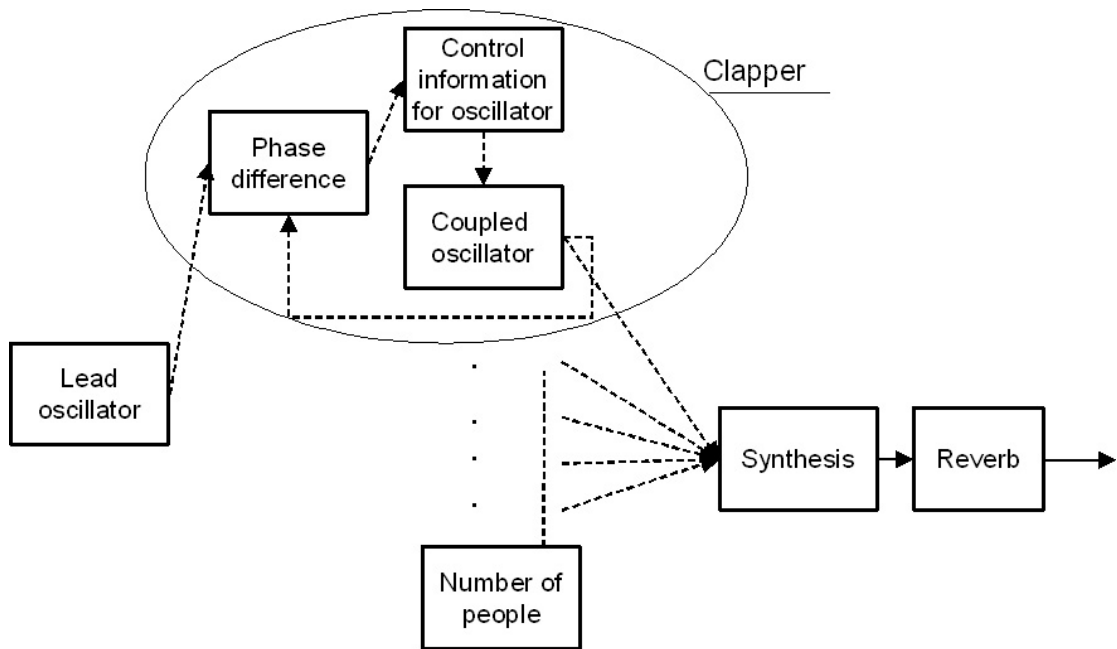 Control
information
for oscillator
Clapper
Phase
difference
Coupled
oscillator
Lead
oscillator
Synthesis
Reverb
Number of
people